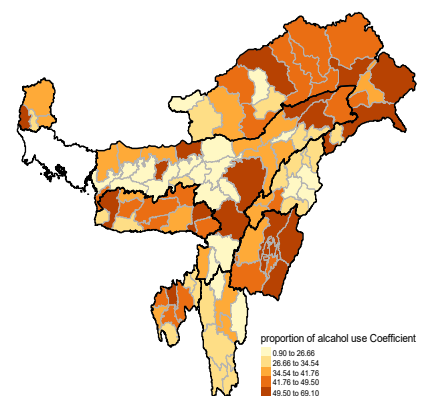 proportion of alcahol use Coefficient
0.90 to 26.66
26.66 to 34.54
34.54 to 41.76
41.76 to 49.50
49.50 to 69.10